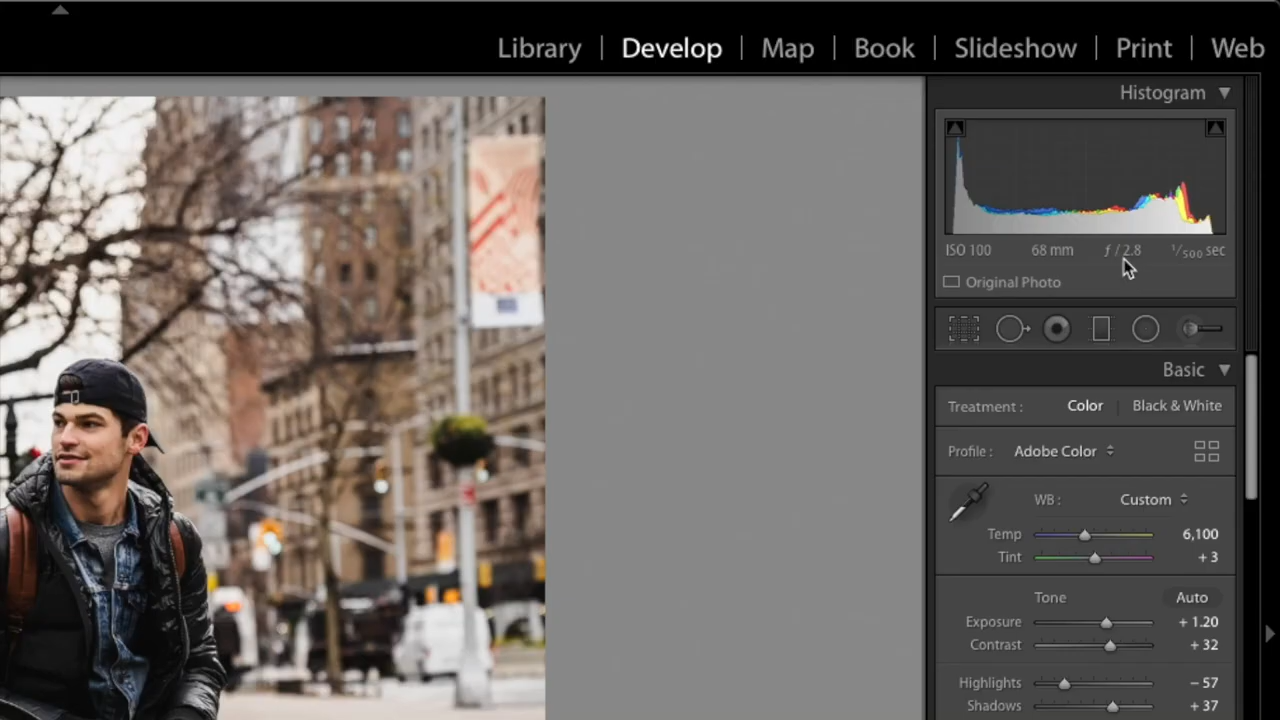 Library | Develop | Map | Book | Slideshow | Print | Web
Histogram
ISO 100 68 mm ƒ / 2.8 1/500 sec
Original Photo
Basic
Treatment : Color | Black & White
Profile : Adobe Color
WB : Custom
Temp 6,100
Tint + 3
Tone Auto
Exposure + 1.20
Contrast + 32
Highlights − 57
Shadows + 37